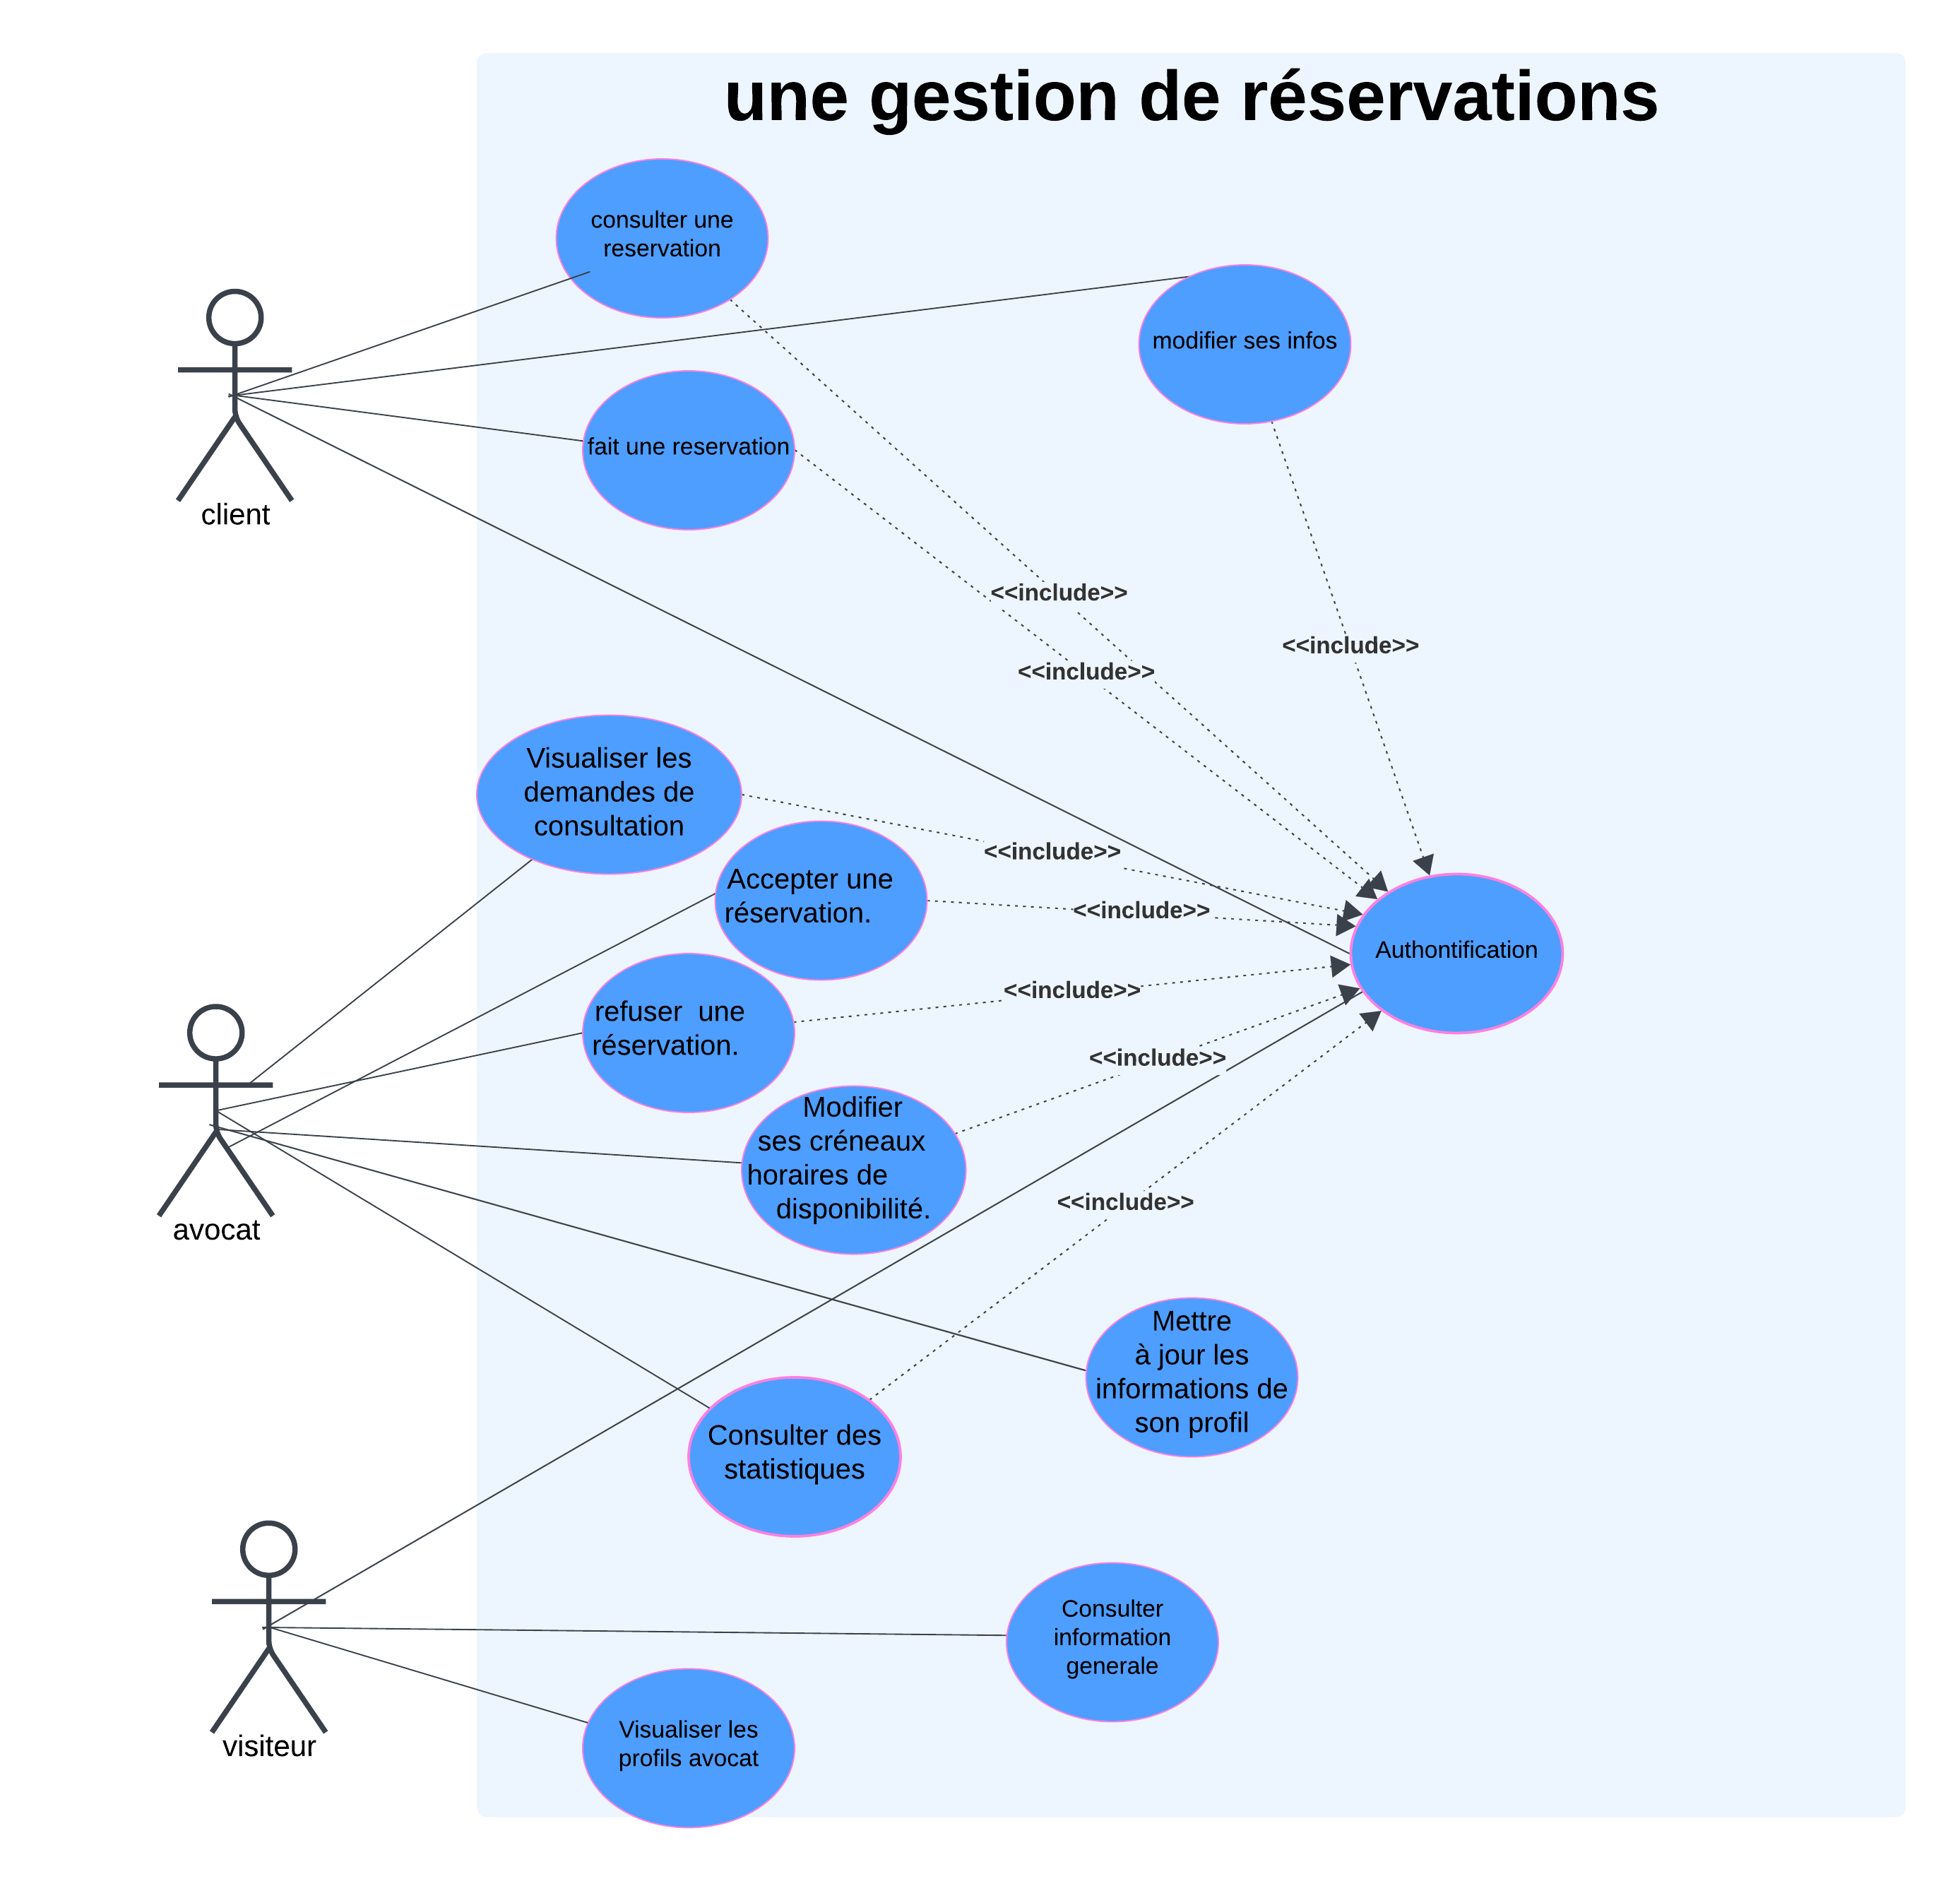 une gestion de réservations
consulter une
reservation
modifier ses infos
fait une reservation
client
<<include>>
<<include>>
<<include>>
Visualiser les
demandes de
consultation
<<include>>
Accepter une
réservation.
<<include>>
Authontification
refuser  une
réservation.
<<include>>
<<include>>
Modifier
ses créneaux
horaires de
disponibilité.
avocat
<<include>>
Mettre
à jour les
informations de
son profil
Consulter des
statistiques
Consulter
information
generale
visiteur
Visualiser les
profils avocat